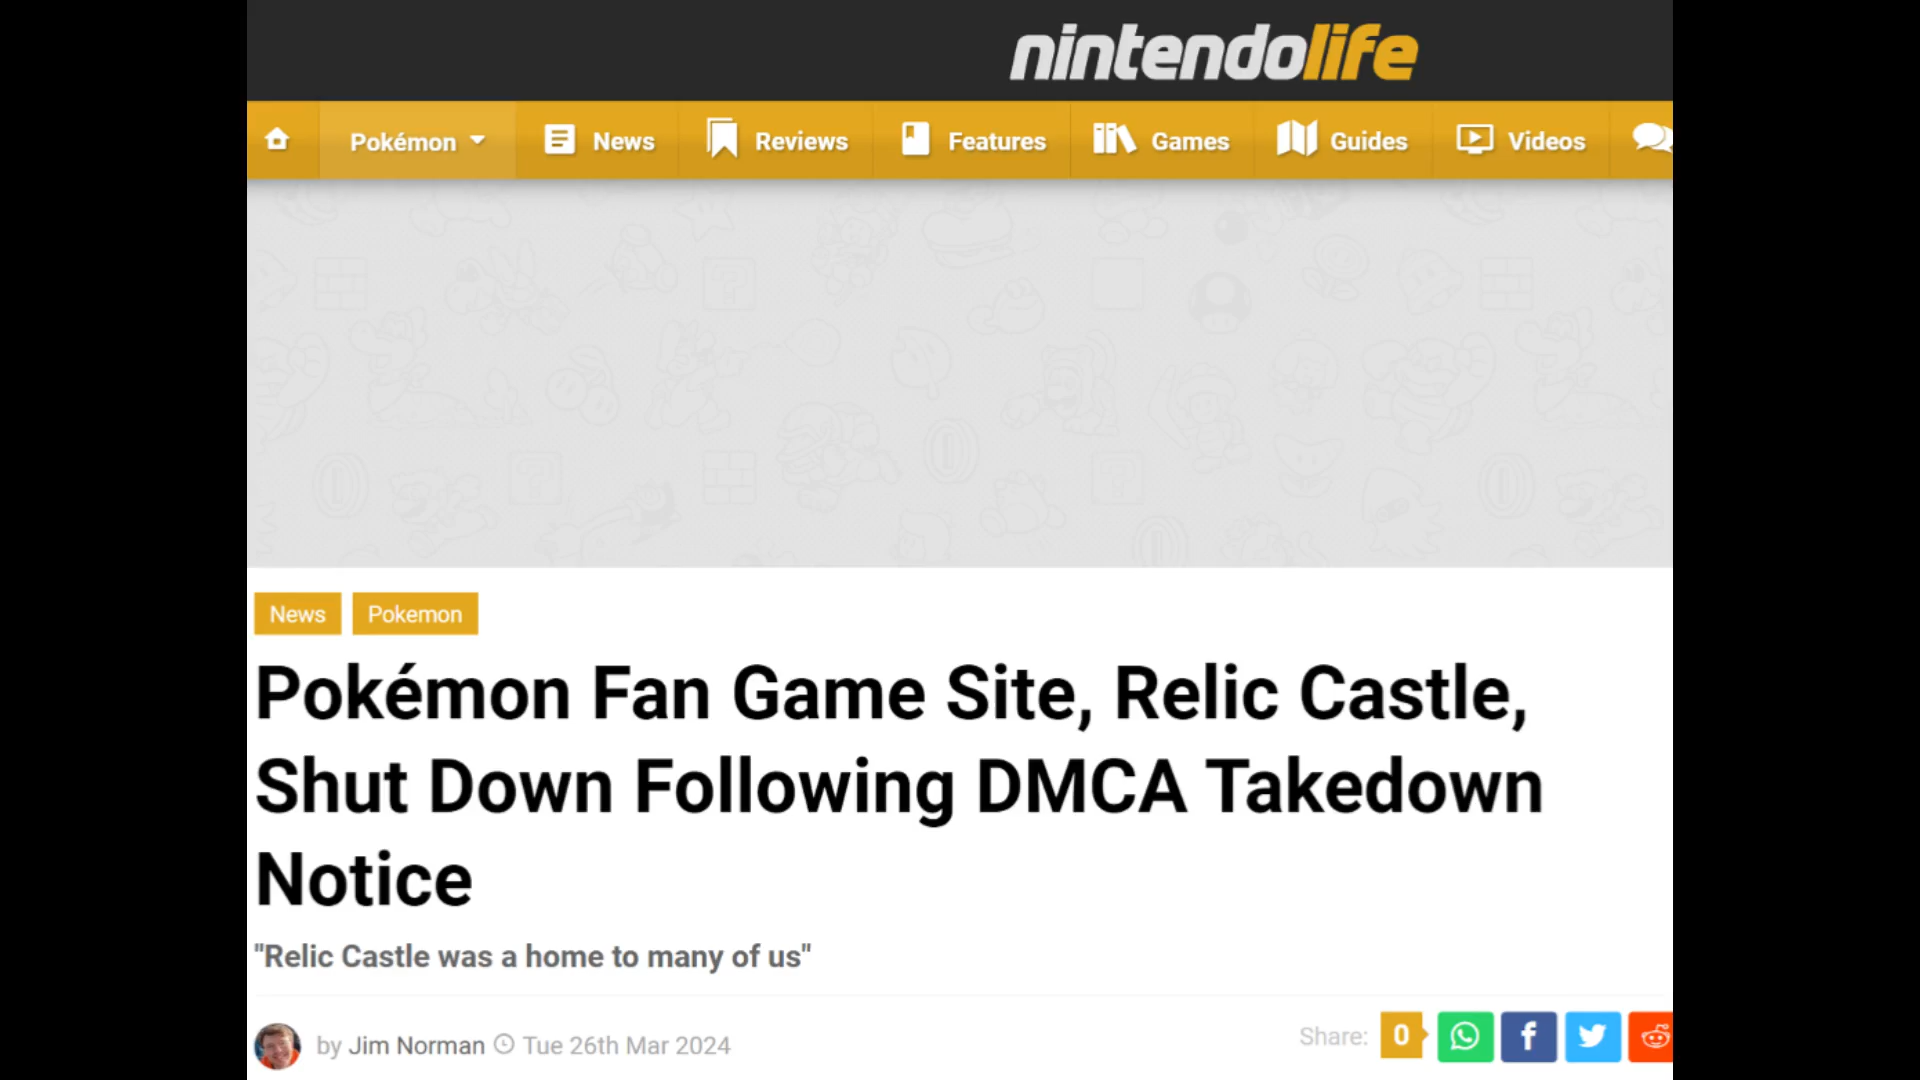 nintendolife
Pokémon News Reviews Features Games Guides Videos
News Pokemon
Pokémon Fan Game Site, Relic Castle,
Shut Down Following DMCA Takedown
Notice
"Relic Castle was a home to many of us"
by Jim Norman Tue 26th Mar 2024
Share: 0